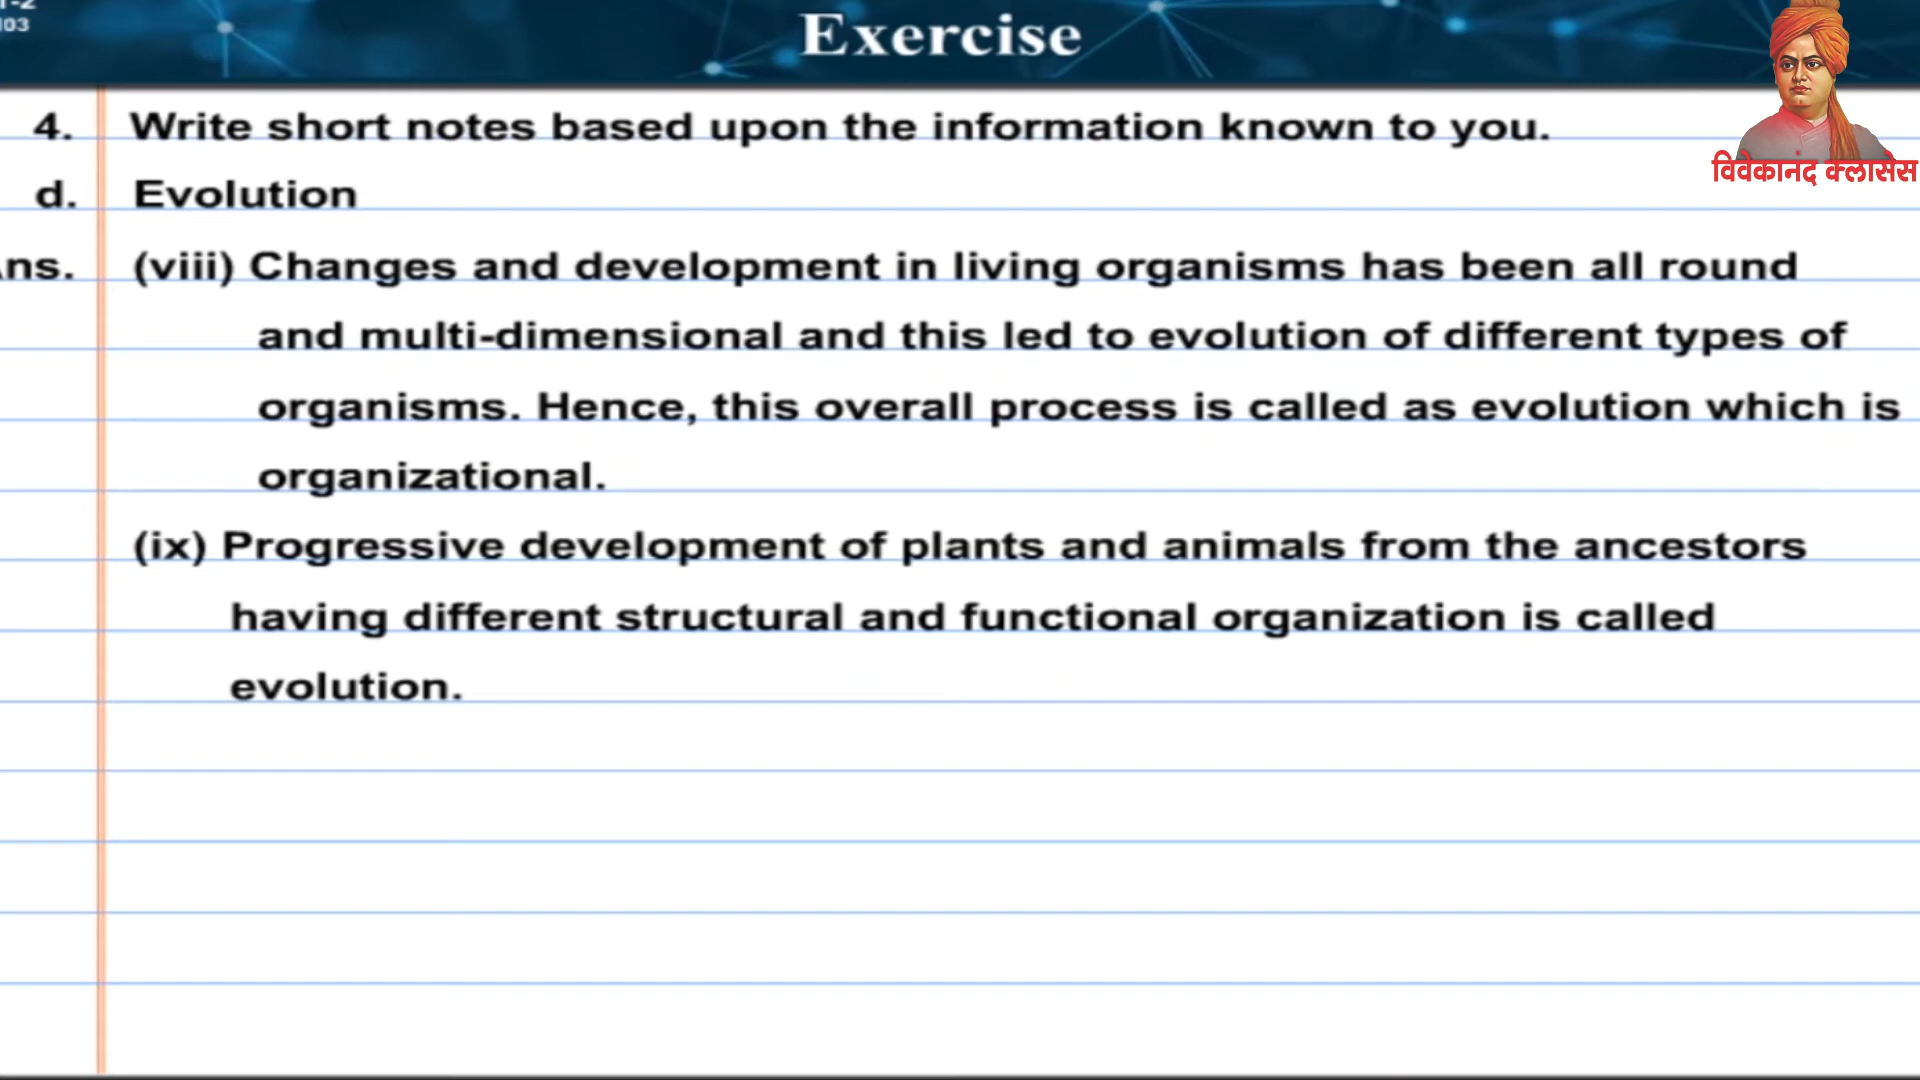 Exercise
4. Write short notes based upon the information known to you.
d. Evolution
(viii) Changes and development in living organisms has been all round
and multi-dimensional and this led to evolution of different types of
organisms. Hence, this overall process is called as evolution which is
organizational.
(ix) Progressive development of plants and animals from the ancestors
having different structural and functional organization is called
evolution.
विवेकानंद क्लासेस